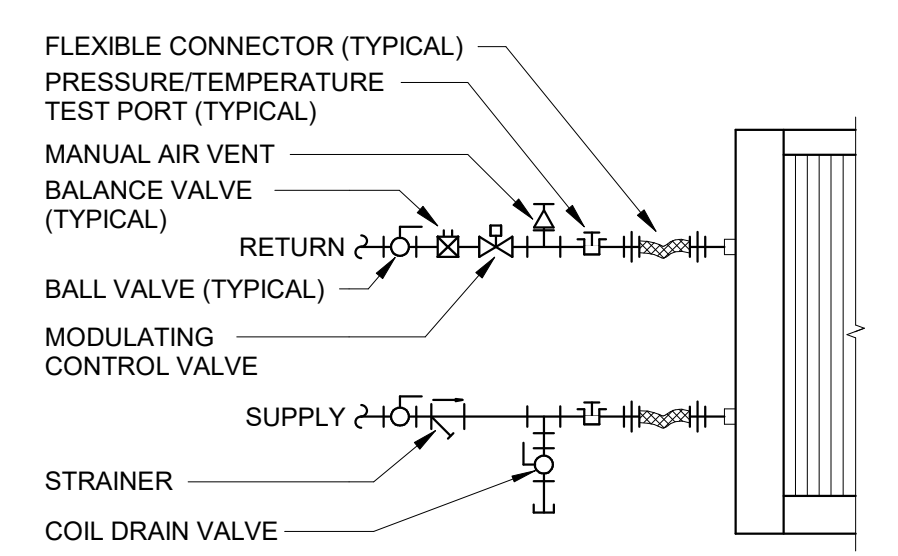 FLEXIBLE CONNECTOR (TYPICAL)
PRESSURE/TEMPERATURE
TEST PORT (TYPICAL)
MANUAL AIR VENT
BALANCE VALVE
(TYPICAL)
RETURN
BALL VALVE (TYPICAL)
MODULATING
CONTROL VALVE
SUPPLY
STRAINER
COIL DRAIN VALVE